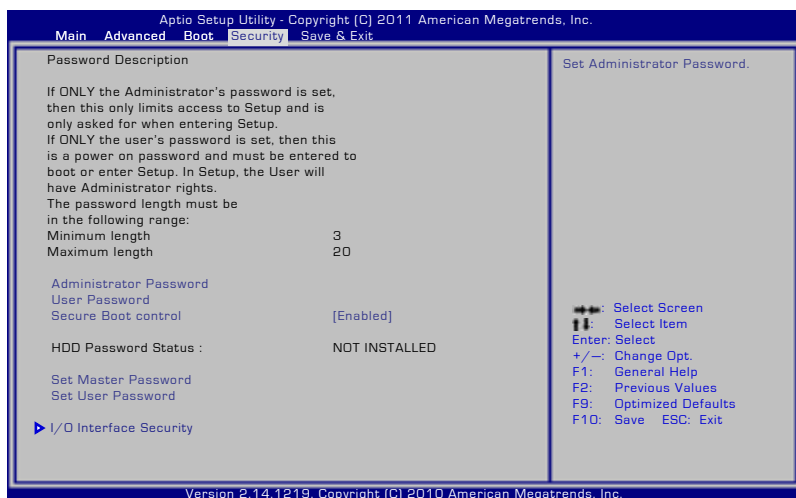 Aptio Setup Utility - Copyright (C) 2011 American Megatrends, Inc.
Main Advanced Boot Security Save & Exit
Password Description
If ONLY the Administrator's password is set,
then this only limits access to Setup and is
only asked for when entering Setup.
If ONLY the user's password is set, then this
is a power on password and must be entered to
boot or enter Setup. In Setup, the User will
have Administrator rights.
The password length must be
in the following range:
Minimum length 3
Maximum length 20
Administrator Password
User Password
Secure Boot control [Enabled]
HDD Password Status : NOT INSTALLED
Set Master Password
Set User Password
I/O Interface Security
Set Administrator Password.
: Select Screen
: Select Item
Enter: Select
+/—: Change Opt.
F1: General Help
F2: Previous Values
F9: Optimized Defaults
F10: Save ESC: Exit
Version 2.14.1219. Copyright (C) 2010 American Megatrends, Inc.